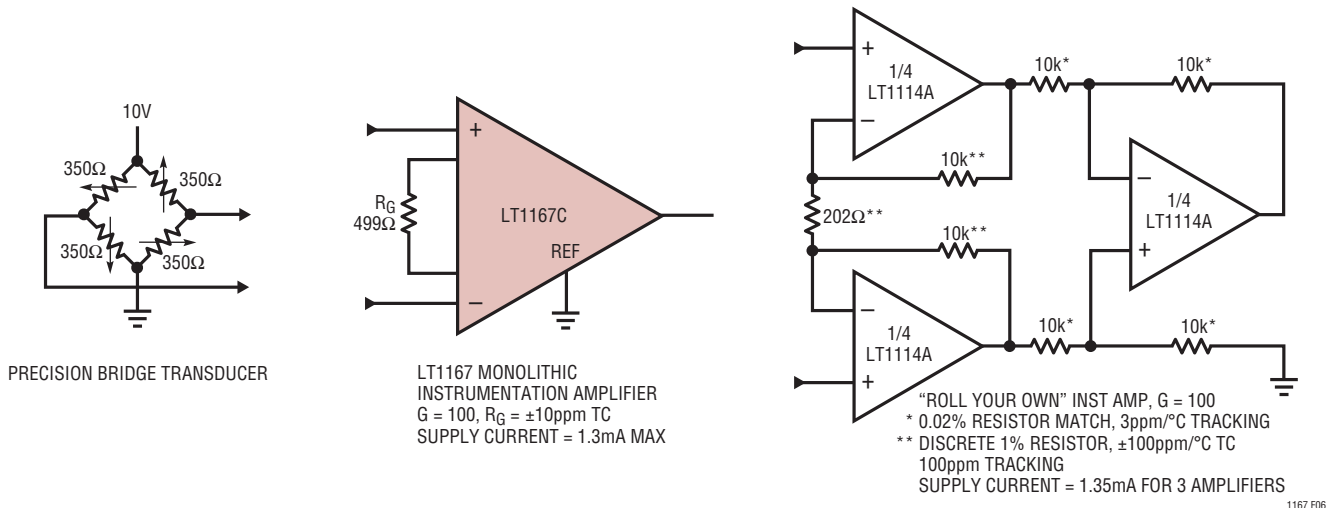 10V
350Ω
350Ω
350Ω
350Ω
PRECISION BRIDGE TRANSDUCER
+
RG
499Ω
LT1167C
REF
–
LT1167 MONOLITHIC
INSTRUMENTATION AMPLIFIER
G = 100, RG = ±10ppm TC
SUPPLY CURRENT = 1.3mA MAX
+
1/4
LT1114A
–
10k*
10k*
10k**
202Ω**
10k**
–
1/4
LT1114A
+
–
1/4
LT1114A
+
10k*
10k*
“ROLL YOUR OWN” INST AMP, G = 100
* 0.02% RESISTOR MATCH, 3ppm/°C TRACKING
** DISCRETE 1% RESISTOR, ±100ppm/°C TC
100ppm TRACKING
SUPPLY CURRENT = 1.35mA FOR 3 AMPLIFIERS
1167 F06